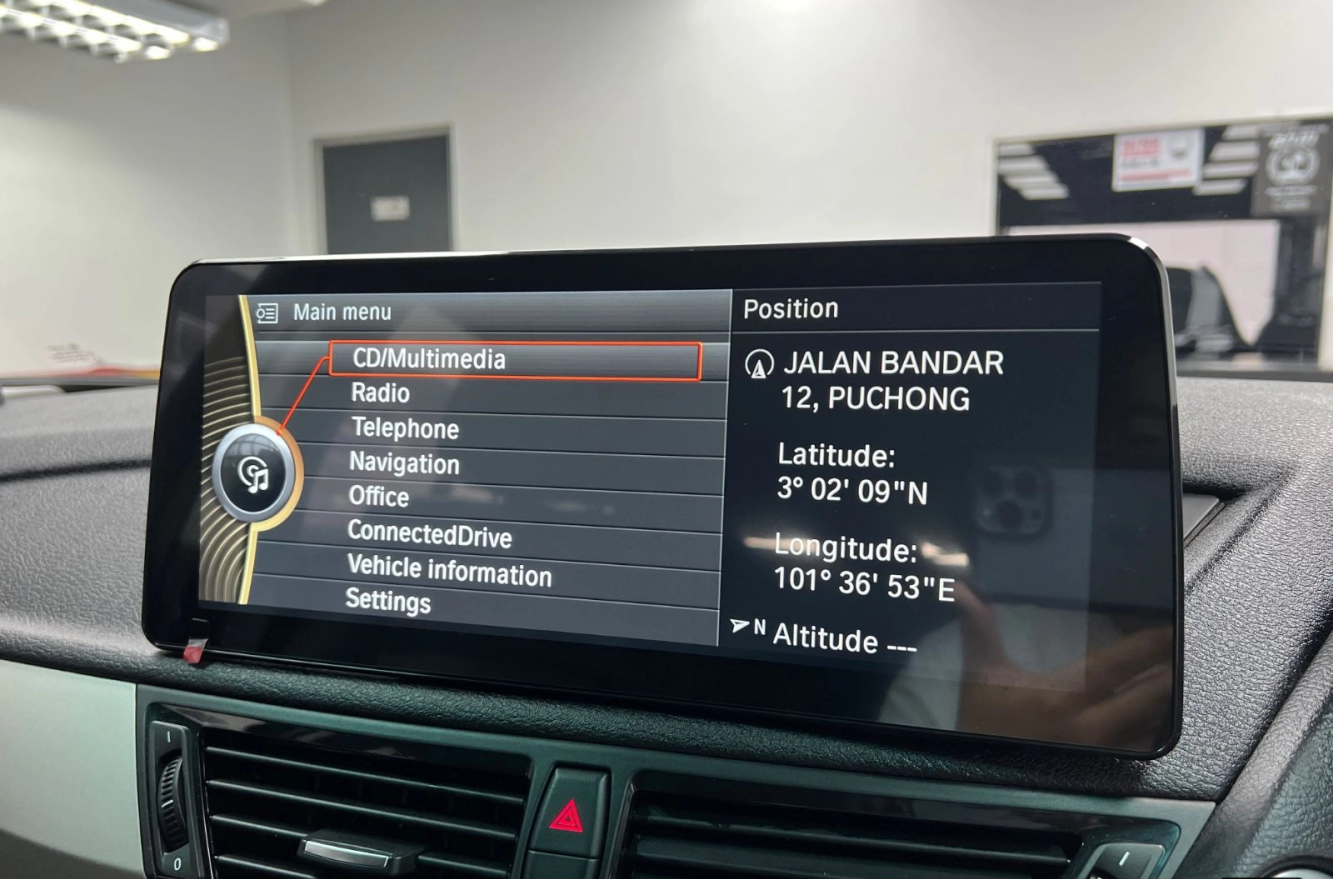 Main menu
CD/Multimedia
Radio
Telephone
Navigation
Office
ConnectedDrive
Vehicle information
Settings
Position
JALAN BANDAR
12, PUCHONG
Latitude:
3° 02' 09"N
Longitude:
101° 36' 53"E
N Altitude ---
I
0
I